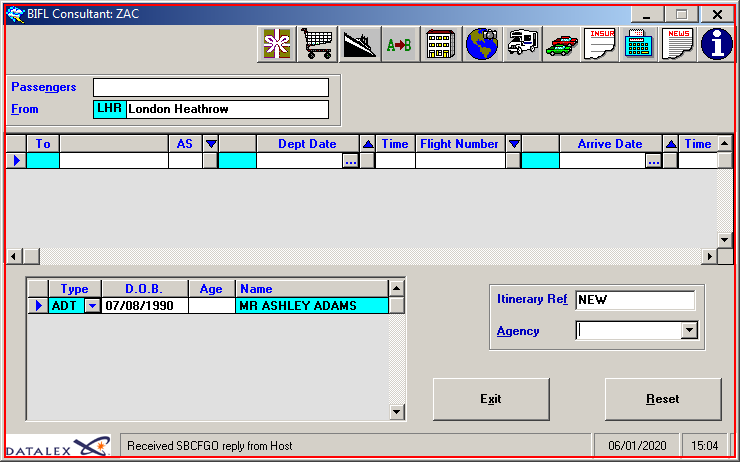 BIFL Consultant: ZAC
A B INSUR NEWS i
Passengers
From LHR London Heathrow
To AS Dept Date Time Flight Number Arrive Date Time
...  ...
Type D.O.B. Age Name
ADT 07/08/1990 MR ASHLEY ADAMS
Itinerary Ref NEW
Agency
Exit Reset
DATALEX Received SBCFGO reply from Host 06/01/2020 15:04